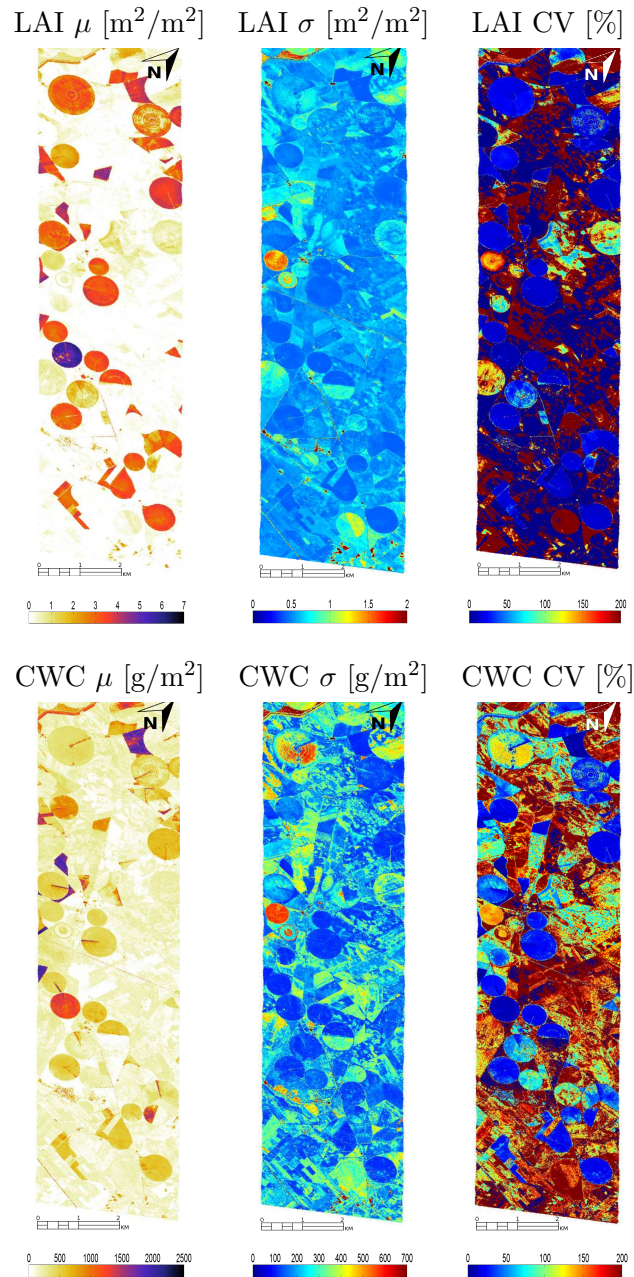 LAI μ [m²/m²] LAI σ [m²/m²] LAI CV [%]
N N N
0 1 2 KM 0 1 2 KM 0 1 2 KM
0 1 2 3 4 5 6 7 0 0.5 1 1.5 2 0 50 100 150 200
CWC μ [g/m²] CWC σ [g/m²] CWC CV [%]
N N N
0 1 2 KM 0 1 2 KM 0 1 2 KM
0 500 1000 1500 2000 2500 0 100 200 300 400 500 600 700 0 50 100 150 200